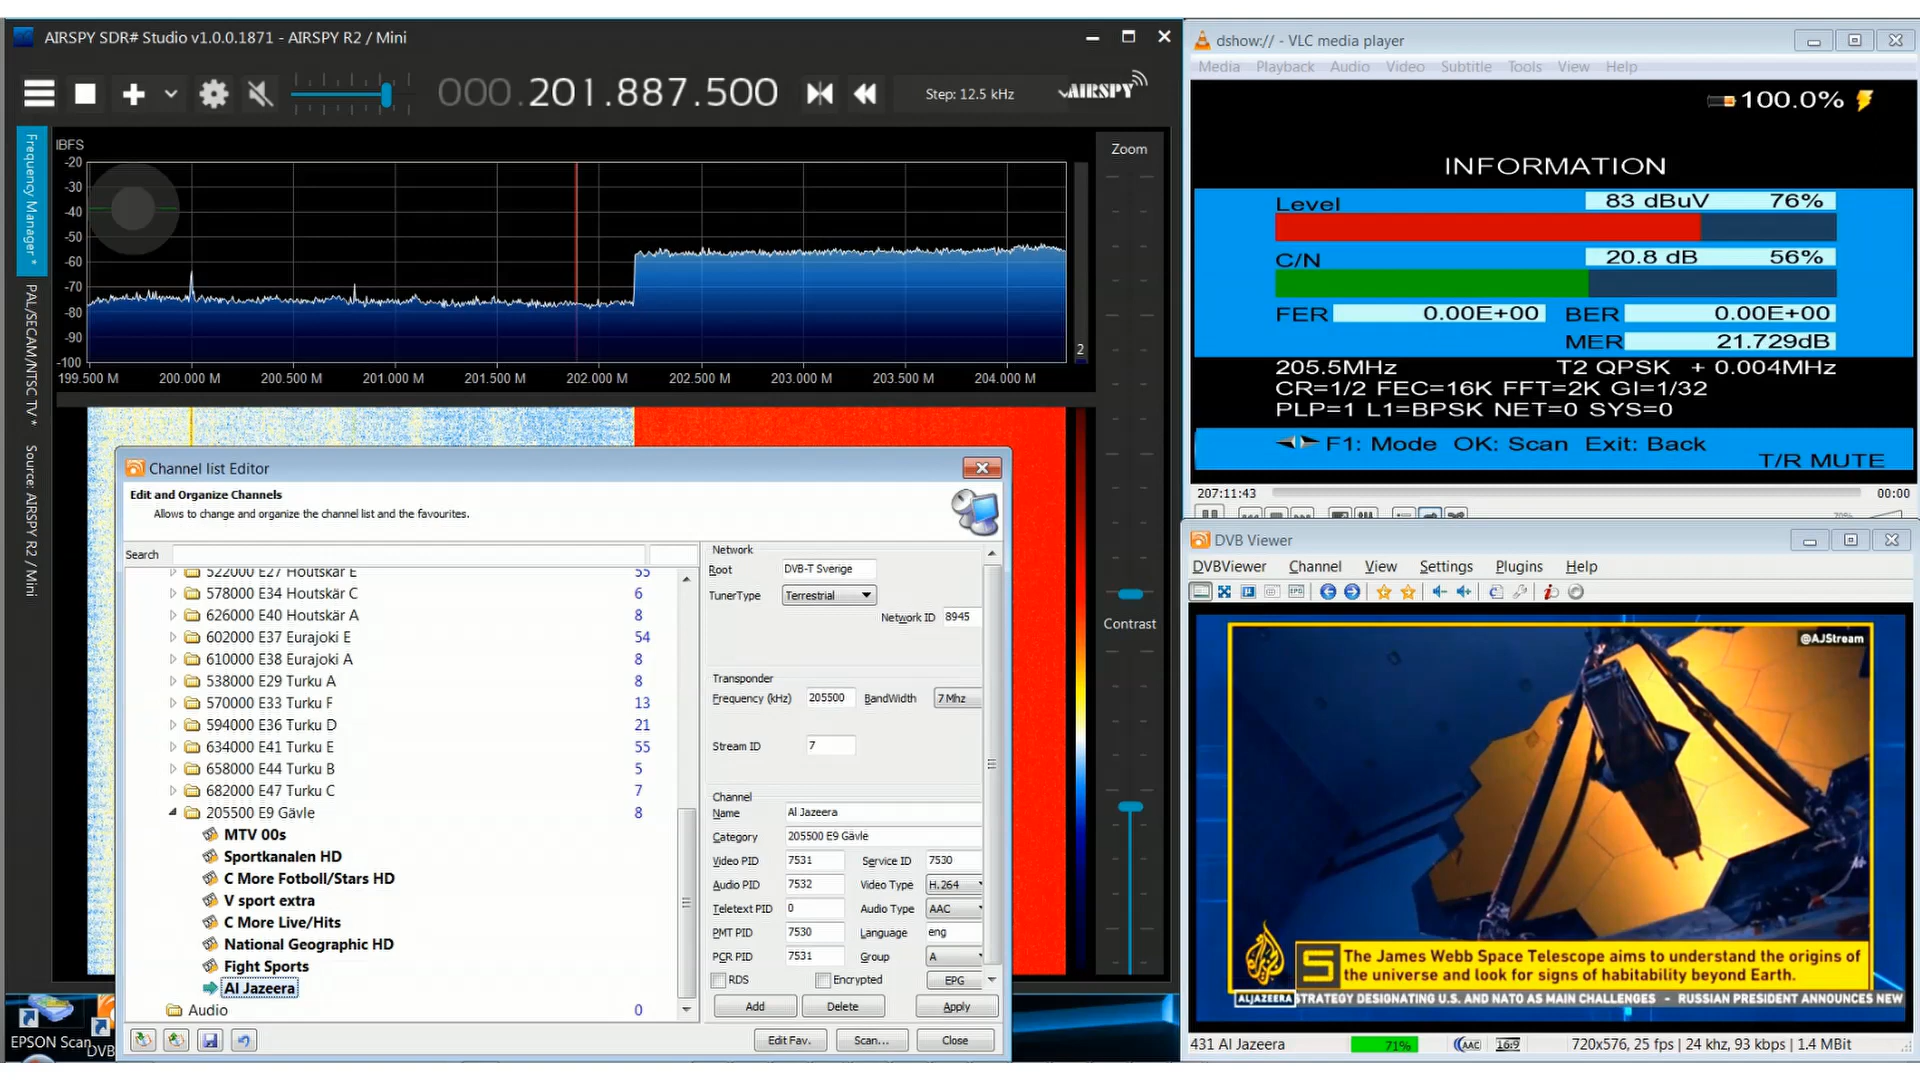 AIRSPY SDR# Studio v1.0.0.1871 - AIRSPY R2 / Mini
000.201.887.500
Step: 12.5 kHz
AIRSPY
Frequency Manager *
PAL/SECAM/NTSC TV *
Source: AIRSPY R2 / Mini
-20
-30
-40
-50
-60
-70
-80
-90
-100
199.500 M 200.000 M 200.500 M 201.000 M 201.500 M 202.000 M 202.500 M 203.000 M 203.500 M 204.000 M
2
Zoom
Contrast
Channel list Editor
Edit and Organize Channels
Allows to change and organize the channel list and the favourites.
Search
522000 E27 Houtskär E 55
578000 E34 Houtskär C 6
626000 E40 Houtskär A 8
602000 E37 Eurajoki E 54
610000 E38 Eurajoki A 8
538000 E29 Turku A 8
570000 E33 Turku F 13
594000 E36 Turku D 21
634000 E41 Turku E 55
658000 E44 Turku B 5
682000 E47 Turku C 7
205500 E9 Gävle 8
MTV 00s
Sportkanalen HD
C More Fotboll/Stars HD
V sport extra
C More Live/Hits
National Geographic HD
Fight Sports
Al Jazeera
Audio 0
Network
Root DVB-T Sverige
TunerType Terrestrial
Network ID 8945
Transponder
Frequency (kHz) 205500 BandWidth 7 Mhz
Stream ID 7
Channel
Name Al Jazeera
Category 205500 E9 Gävle
Video PID 7531 Service ID 7530
Audio PID 7532 Video Type H.264
Teletext PID 0 Audio Type AAC
PMT PID 7530 Language eng
PCR PID 7531 Group A
RDS Encrypted EPG
Add Delete Apply
Edit Fav. Scan... Close
EPSON Scan
DVB
dshow:// - VLC media player
Media Playback Audio Video Subtitle Tools View Help
100.0%
INFORMATION
Level 83 dBuV 76%
C/N 20.8 dB 56%
FER 0.00E+00 BER 0.00E+00
MER 21.729dB
205.5MHz T2 QPSK + 0.004MHz
CR=1/2 FEC=16K FFT=2K GI=1/32
PLP=1 L1=BPSK NET=0 SYS=0
F1: Mode OK: Scan Exit: Back
T/R MUTE
207:11:43 00:00
DVB Viewer
DVBViewer Channel View Settings Plugins Help
@AJStream
The James Webb Space Telescope aims to understand the origins of
the universe and look for signs of habitability beyond Earth.
ALJAZEERA STRATEGY DESIGNATING U.S. AND NATO AS MAIN CHALLENGES - RUSSIAN PRESIDENT ANNOUNCES NEW
431 Al Jazeera 71% AAC 16:9 720x576, 25 fps | 24 khz, 93 kbps | 1.4 MBit